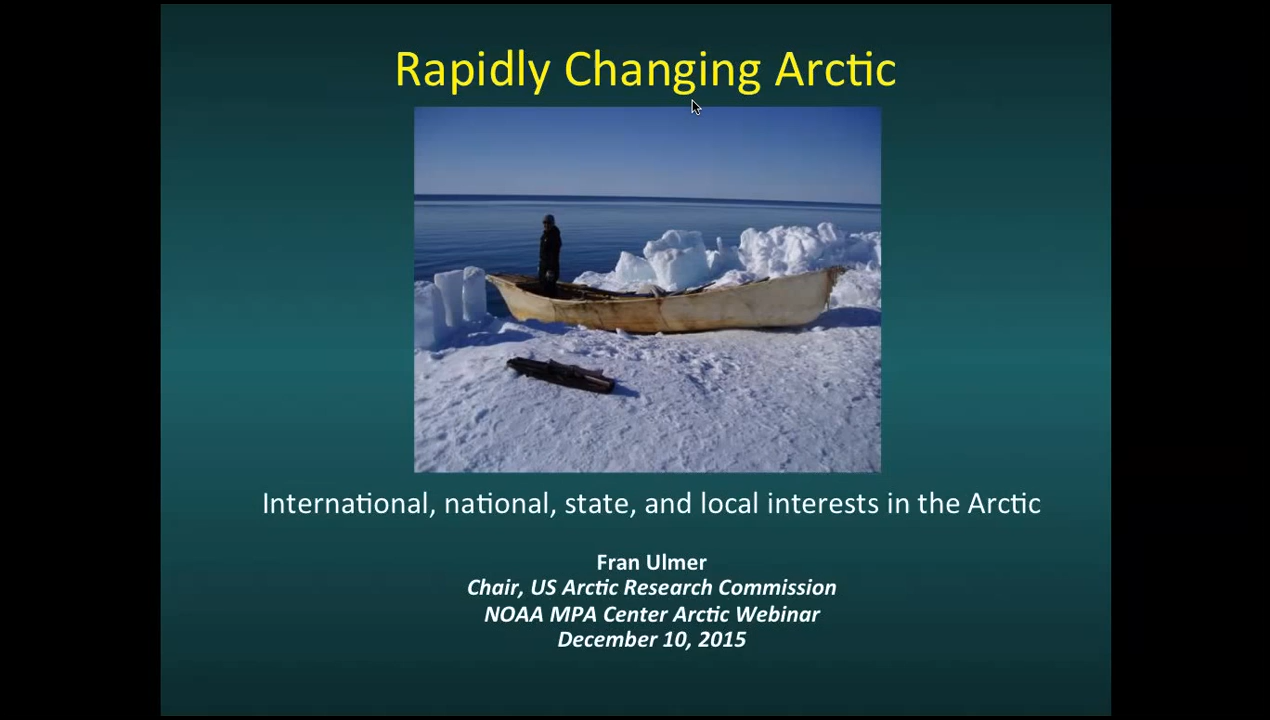 Rapidly Changing Arctic
International, national, state, and local interests in the Arctic
Fran Ulmer
Chair, US Arctic Research Commission
NOAA MPA Center Arctic Webinar
December 10, 2015